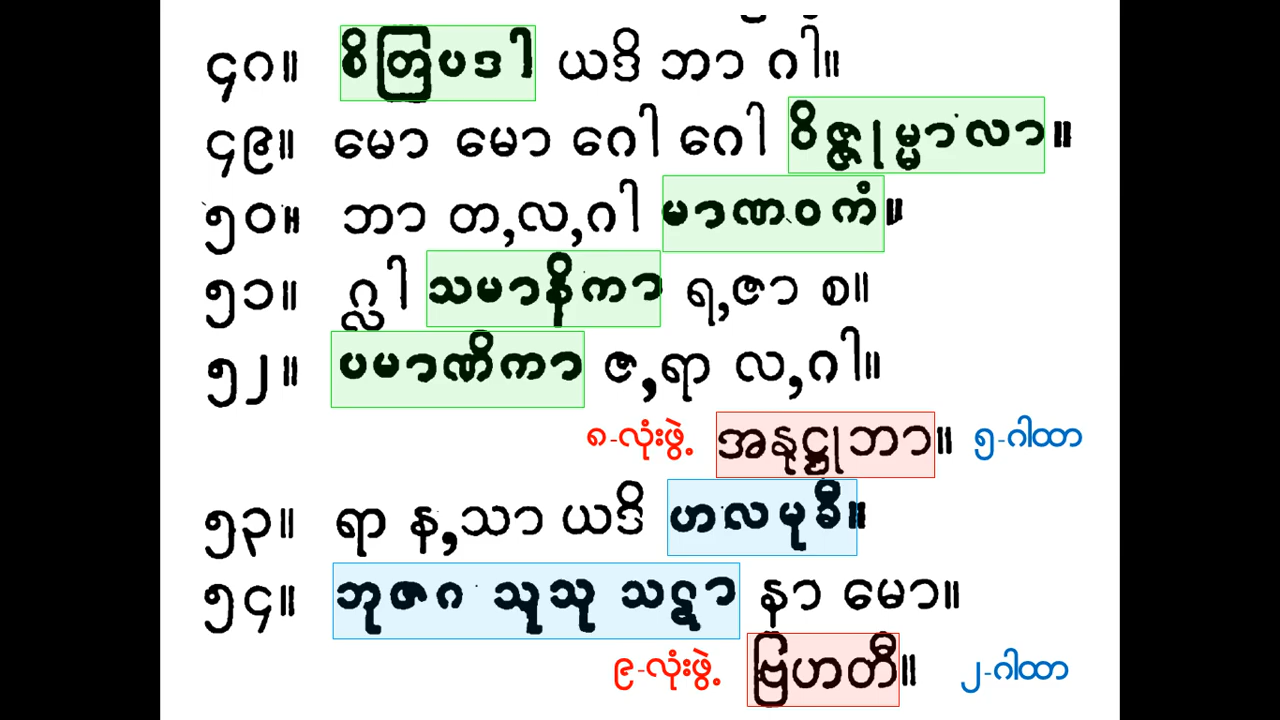 ၄ဂ။ စိတြပဒါ ယဒိ ဘာ ဂါ။
၄၉။ မော မော ဂေါ ဂေါ ဝိဇ္ဇုမ္မာလာ။
၅၀။ ဘာ တ,လ,ဂါ မာဏဝကံ။
၅၁။ ဂ္လါ သမာနိကာ ရ,ဇာ စ။
၅၂။ ပမာဏိကာ ဇ,ရာ လ,ဂါ။
၈-လုံးဖွဲ့ အနုဋ္ဌုဘာ။ ၅-ဂါထာ
၅၃။ ရာ န,သာ ယဒိ ဟလမုခီ။
၅၄။ ဘုဇဂ သုသု သဋ္ဋာ နာ မော။
၉-လုံးဖွဲ့ ဗြဟတီ။ ၂-ဂါထာ